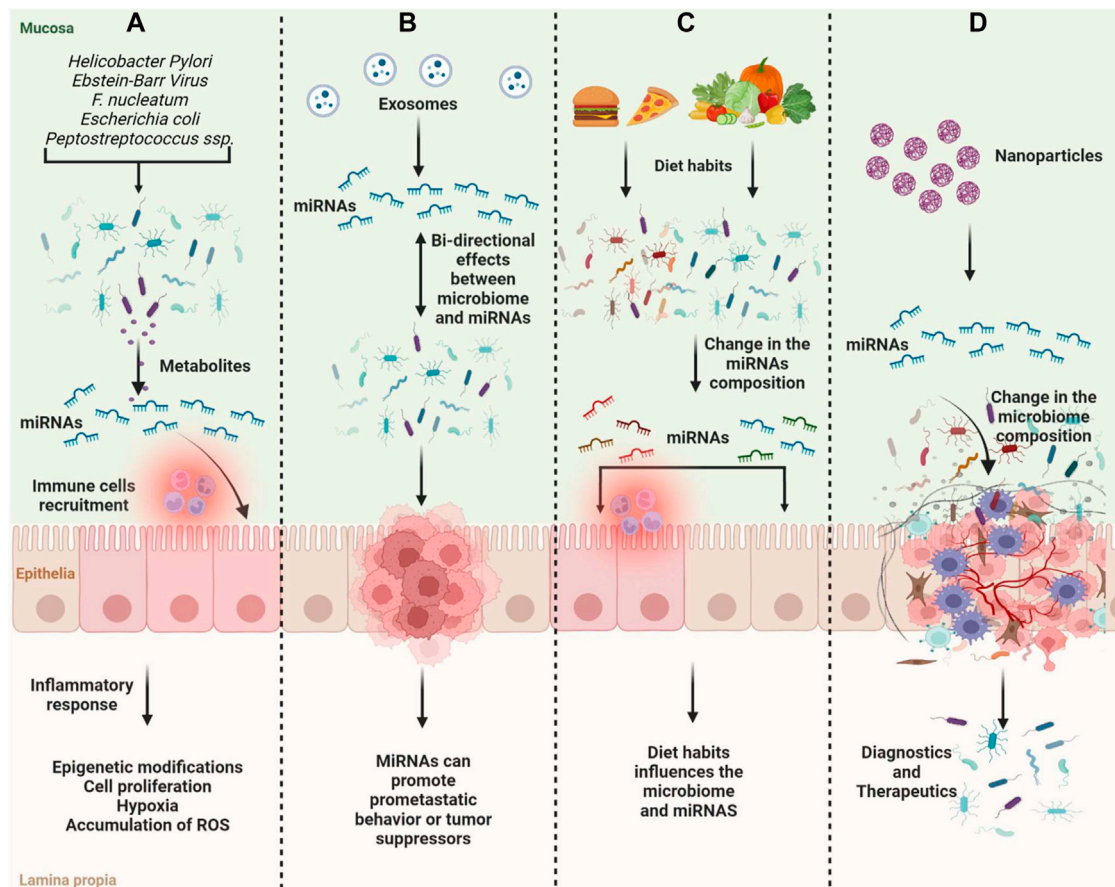 A
B
C
D
Mucosa
Helicobacter Pylori
Ebstein-Barr Virus
F. nucleatum
Escherichia coli
Peptostreptococcus ssp.
Metabolites
miRNAs
Immune cells
recruitment
Epithelia
Inflammatory
response
Epigenetic modifications
Cell proliferation
Hypoxia
Accumulation of ROS
Lamina propia
Exosomes
miRNAs
Bi-directional
effects
between
microbiome
and miRNAs
MiRNAs can
promote
prometastatic
behavior or tumor
suppressors
Diet habits
Change in the
miRNAs
composition
miRNAs
Diet habits
influences the
microbiome
and miRNAS
Nanoparticles
miRNAs
Change in the
microbiome
composition
Diagnostics
and
Therapeutics